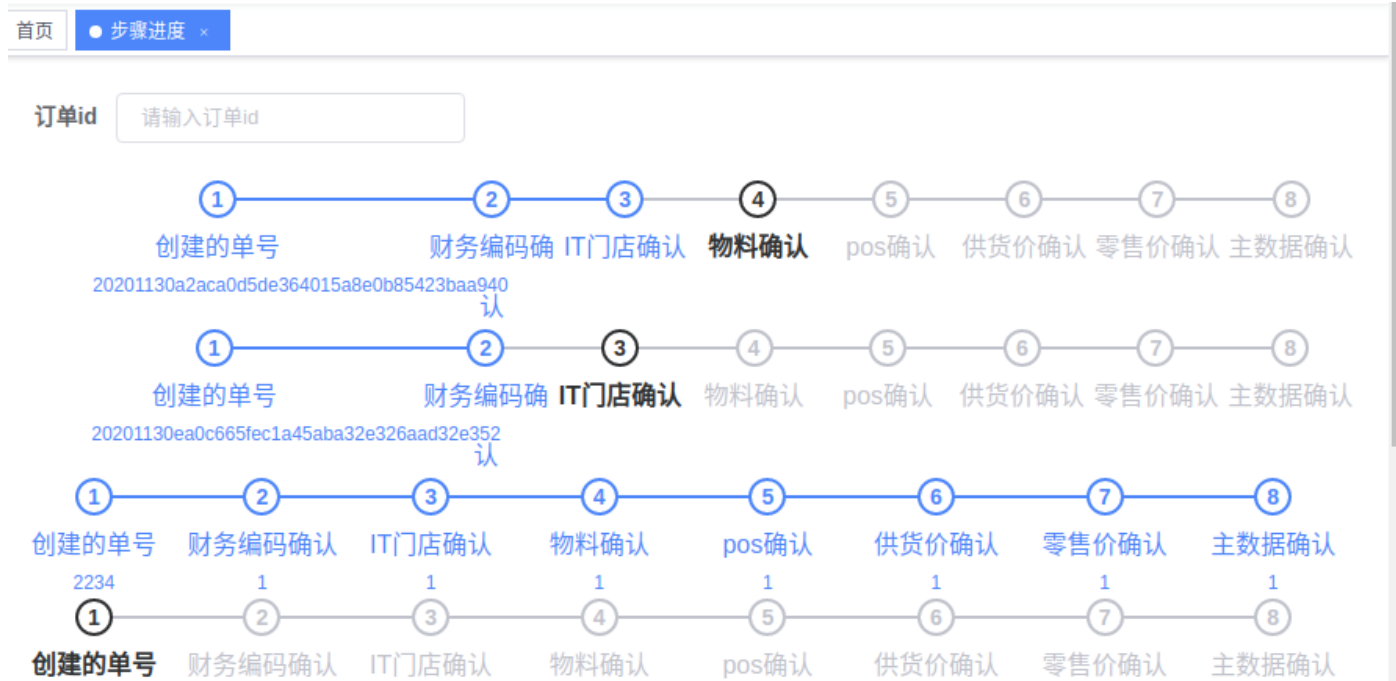 首页 步骤进度 ×
订单id 请输入订单id
1 2 3 4 5 6 7 8
创建的单号 财务编码确 IT门店确认 物料确认 pos确认 供货价确认 零售价确认 主数据确认
20201130a2aca0d5de364015a8e0b85423baa940
认
1 2 3 4 5 6 7 8
创建的单号 财务编码确 IT门店确认 物料确认 pos确认 供货价确认 零售价确认 主数据确认
20201130ea0c665fec1a45aba32e326aad32e352
认
1 2 3 4 5 6 7 8
创建的单号 财务编码确认 IT门店确认 物料确认 pos确认 供货价确认 零售价确认 主数据确认
2234 1 1 1 1 1 1 1
1 2 3 4 5 6 7 8
创建的单号 财务编码确认 IT门店确认 物料确认 pos确认 供货价确认 零售价确认 主数据确认